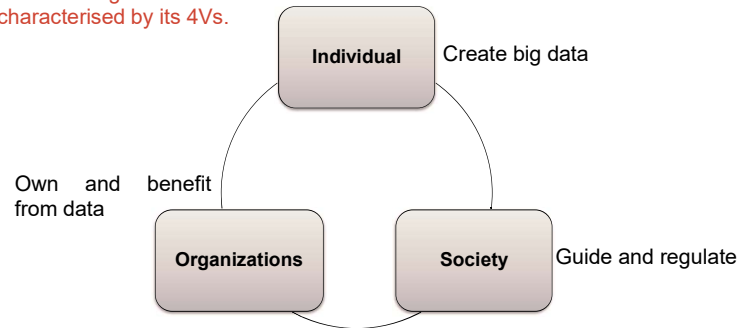 characterised by its 4Vs.
Individual
Create big data
Own and benefit
from data
Organizations
Society
Guide and regulate